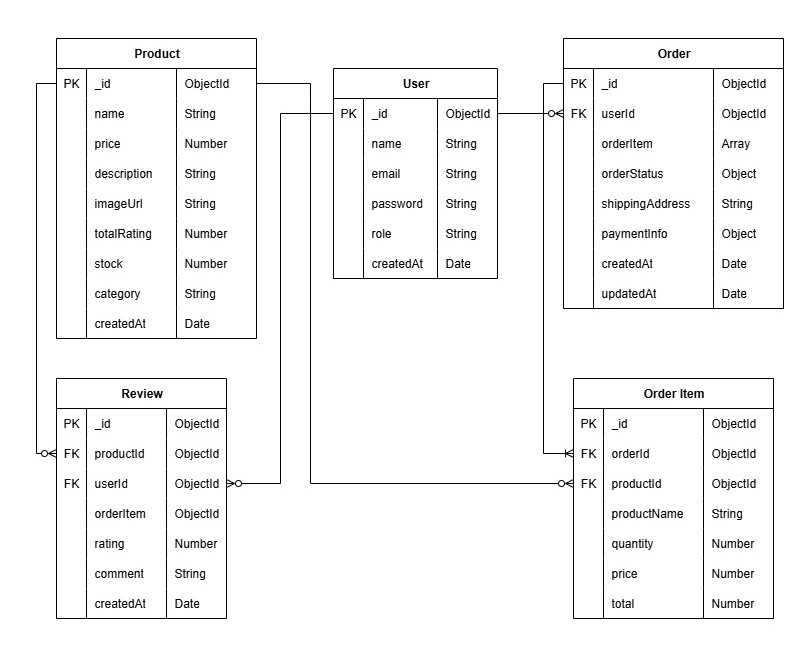 Product
PK _id ObjectId
name String
price Number
description String
imageUrl String
totalRating Number
stock Number
category String
createdAt Date
User
PK _id ObjectId
name String
email String
password String
role String
createdAt Date
Order
PK _id ObjectId
FK userId ObjectId
orderItem Array
orderStatus Object
shippingAddress String
paymentInfo Object
createdAt Date
updatedAt Date
Review
PK _id ObjectId
FK productId ObjectId
FK userId ObjectId
orderItem ObjectId
rating Number
comment String
createdAt Date
Order Item
PK _id ObjectId
FK orderId ObjectId
FK productId ObjectId
productName String
quantity Number
price Number
total Number